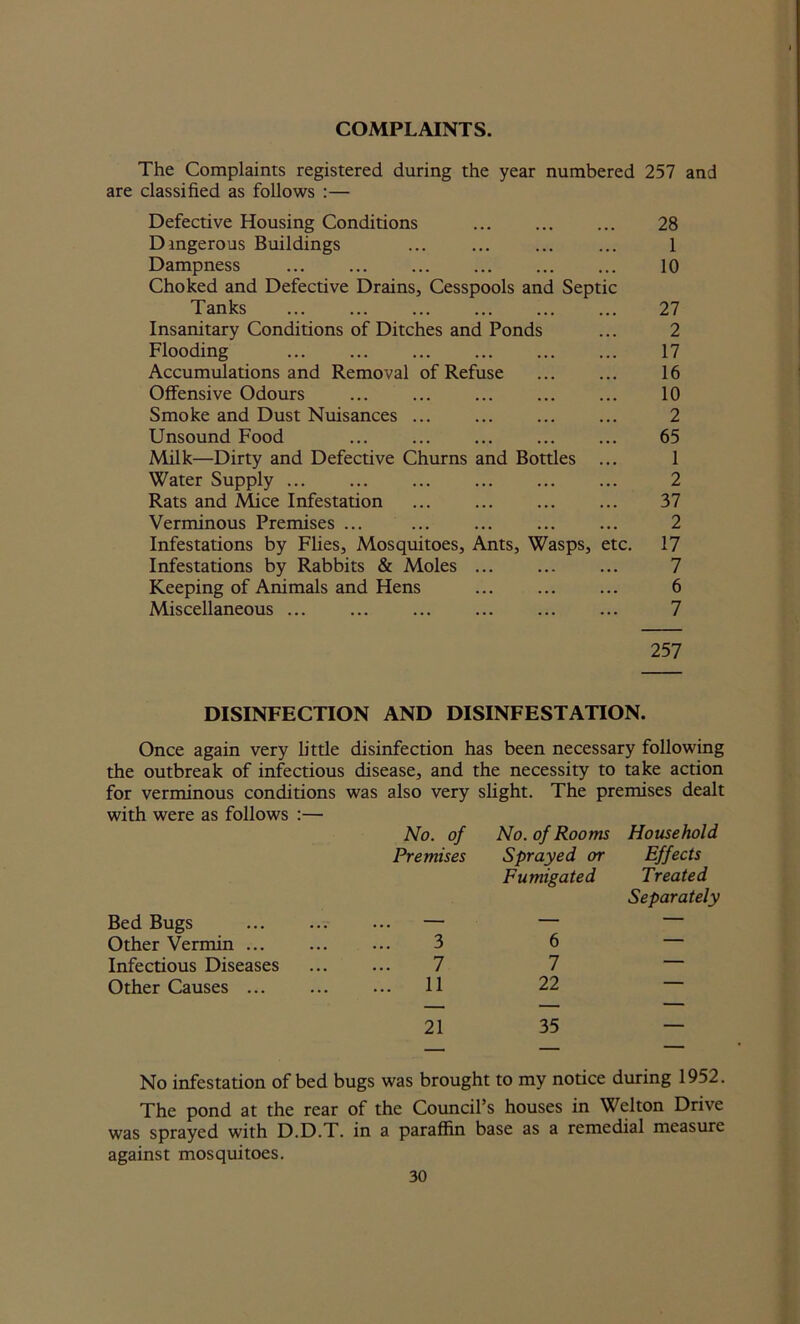 COMPLAINTS.
The Complaints registered during the year numbered 257 and
are classified as follows :—
Defective Housing Conditions ... ... ... 28
Dangerous Buildings ... ... ... ... 1
Dampness ... ... ... ... ... ... 10
Choked and Defective Drains, Cesspools and Septic
Tanks ... ... ... ... ... ... 27
Insanitary Conditions of Ditches and Ponds ... 2
Flooding ... ... ... ... ... ... 17
Accumulations and Removal of Refuse ... ... 16
Offensive Odours ... ... ... ... ... 10
Smoke and Dust Nuisances ... ... ... ... 2
Unsound Food ... ... ... ... ... 65
Milk—Dirty and Defective Churns and Bottles ... 1
Water Supply ... ... ... ... ... ... 2
Rats and Mice Infestation ... ... ... ... 37
Verminous Premises ... ... ... ... ... 2
Infestations by Flies, Mosquitoes, Ants, Wasps, etc. 17
Infestations by Rabbits & Moles ... ... ... 7
Keeping of Animals and Hens ... ... ... 6
Miscellaneous ... ... ... ... ... ... 7
257
DISINFECTION AND DISINFESTATION.
Once again very little disinfection has been necessary following
the outbreak of infectious disease, and the necessity to take action
for verminous conditions was also very slight. The premises dealt
with were as follows :—
No. of No. of Rooms Household
Premises Sprayed or Effects
Fumigated Treated
Separately
Bed Bugs ... ... ... — — —
Other Vermin ... ... ... 3 6 —
Infectious Diseases ... ... 7 7 —
Other Causes ... ... ... 11 22 —
21 35 —
No infestation of bed bugs was brought to my notice during 1952.
The pond at the rear of the Council's houses in Welton Drive
was sprayed with D.D.T. in a paraffin base as a remedial measure
against mosquitoes.
30